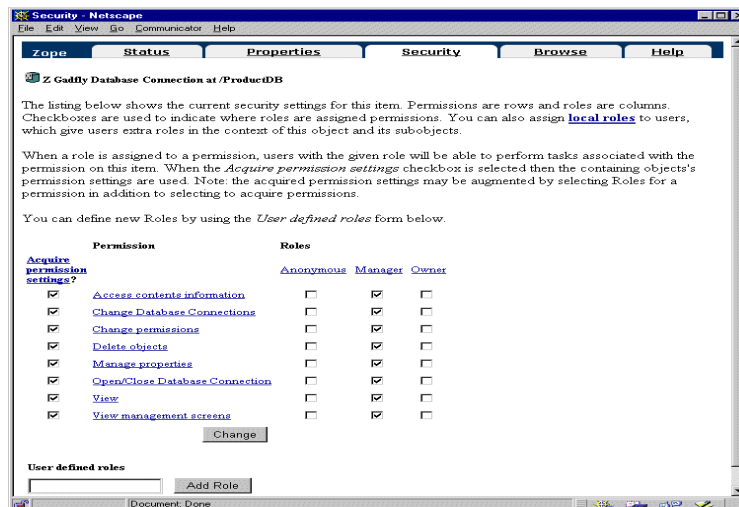 Security - Netscape
File Edit View Go Communicator Help
Zope Status Properties Security Browse Help
Z Gadfly Database Connection at /ProductDB
The listing below shows the current security settings for this item. Permissions are rows and roles are columns.
Checkboxes are used to indicate where roles are assigned permissions. You can also assign local roles to users,
which give users extra roles in the context of this object and its subobjects.
When a role is assigned to a permission, users with the given role will be able to perform tasks associated with the
permission on this item. When the Acquire permission settings checkbox is selected then the containing objects's
permission settings are used. Note: the acquired permission settings may be augmented by selecting Roles for a
permission in addition to selecting to acquire permissions.
You can define new Roles by using the User defined roles form below.
Permission Roles
Acquire
permission
settings? Anonymous Manager Owner
Access contents information
Change Database Connections
Change permissions
Delete objects
Manage properties
Open/Close Database Connection
View
View management screens
Change
User defined roles
Add Role
Document: Done